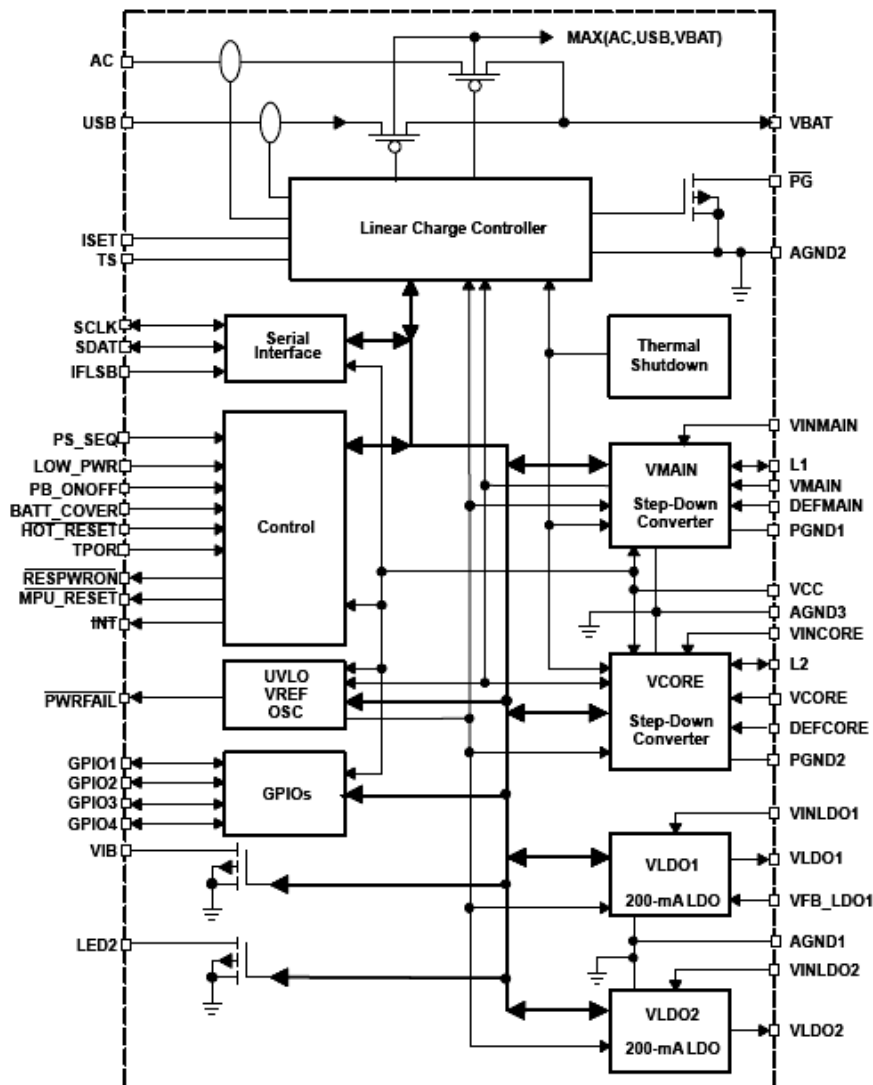 MAX(AC,USB,VBAT)
AC
USB
VBAT
PG
Linear Charge Controller
ISET
TS
AGND2
SCLK
SDAT
IFLSB
Serial
Interface
Thermal
Shutdown
PS_SEQ
LOW_PWR
PB_ONOFF
BATT_COVER
HOT_RESET
TPOR
RESPWRON
MPU_RESET
INT
Control
VINMAIN
L1
VMAIN
DEFMAIN
PGND1
VMAIN
Step-Down
Converter
VCC
AGND3
VINCORE
L2
VCORE
DEFCORE
PGND2
VCORE
Step-Down
Converter
PWRFAIL
UVLO
VREF
OSC
GPIO1
GPIO2
GPIO3
GPIO4
GPIOs
VIB
VINLDO1
VLDO1
VFB_LDO1
VLDO1
200-mA LDO
LED2
AGND1
VINLDO2
VLDO2
VLDO2
200-mA LDO